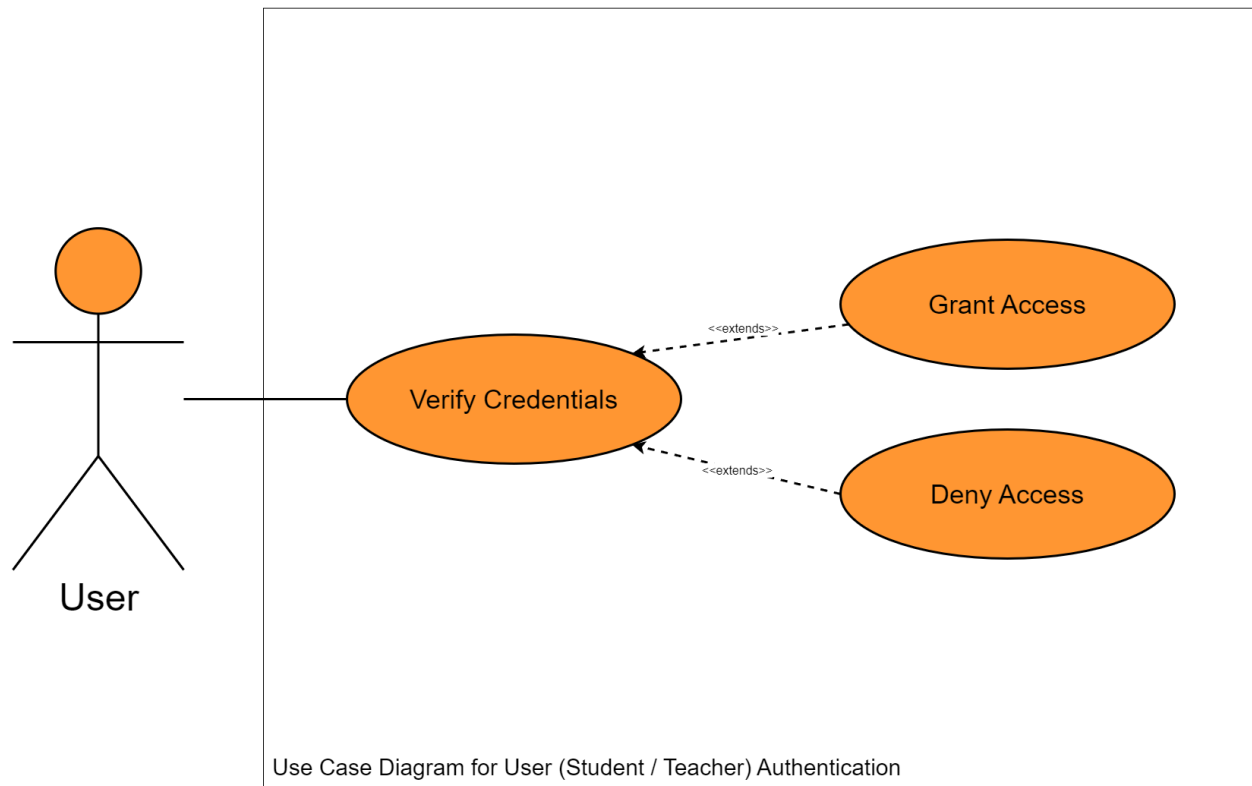 Grant Access
<<extends>>
Verify Credentials
<<extends>>
Deny Access
User
Use Case Diagram for User (Student / Teacher) Authentication